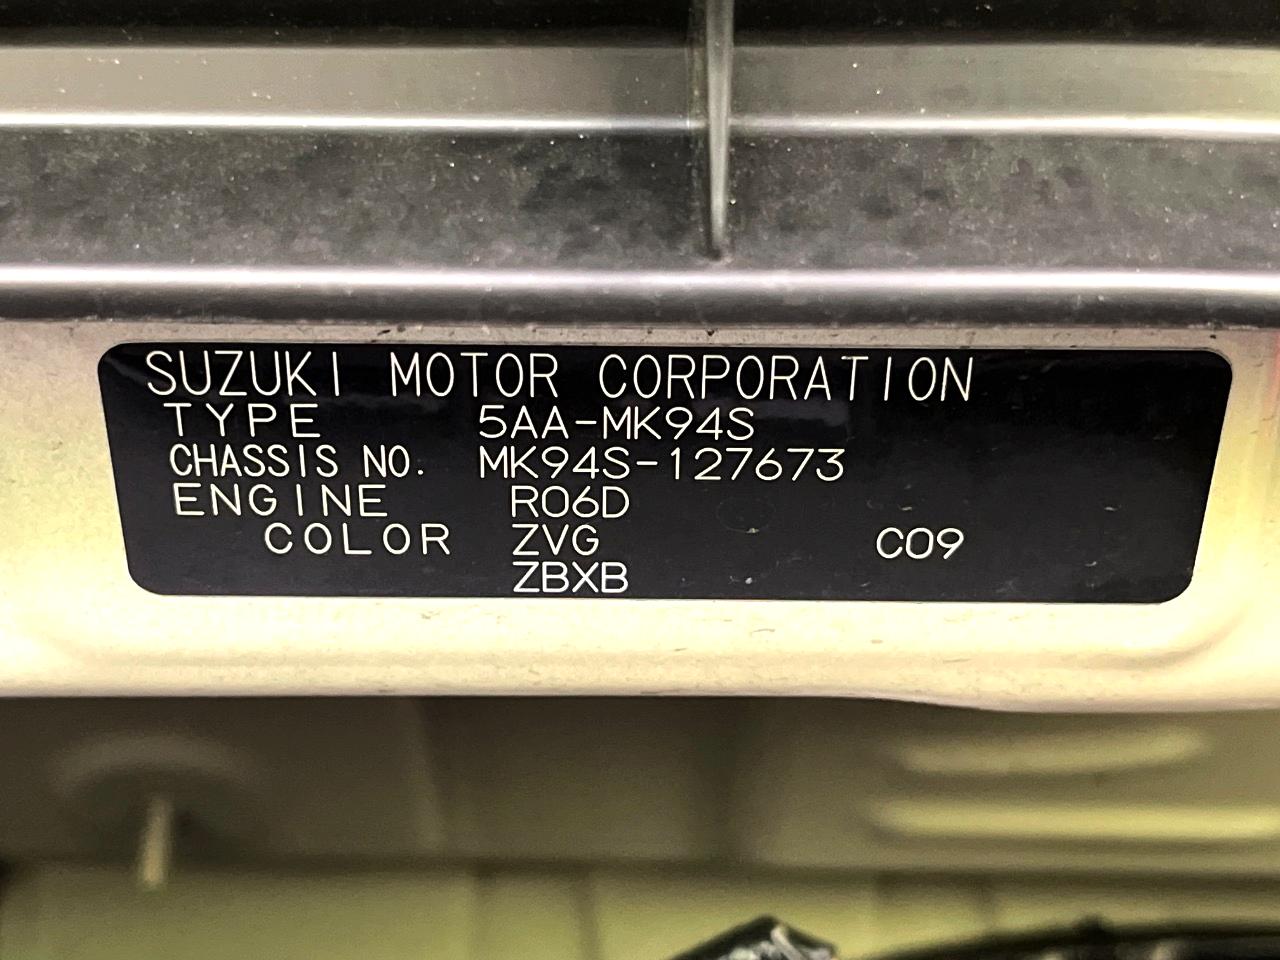 SUZUKI MOTOR CORPORATION
TYPE 5AA-MK94S
CHASSIS NO. MK94S-127673
ENGINE R06D
COLOR ZVG C09
ZBXB